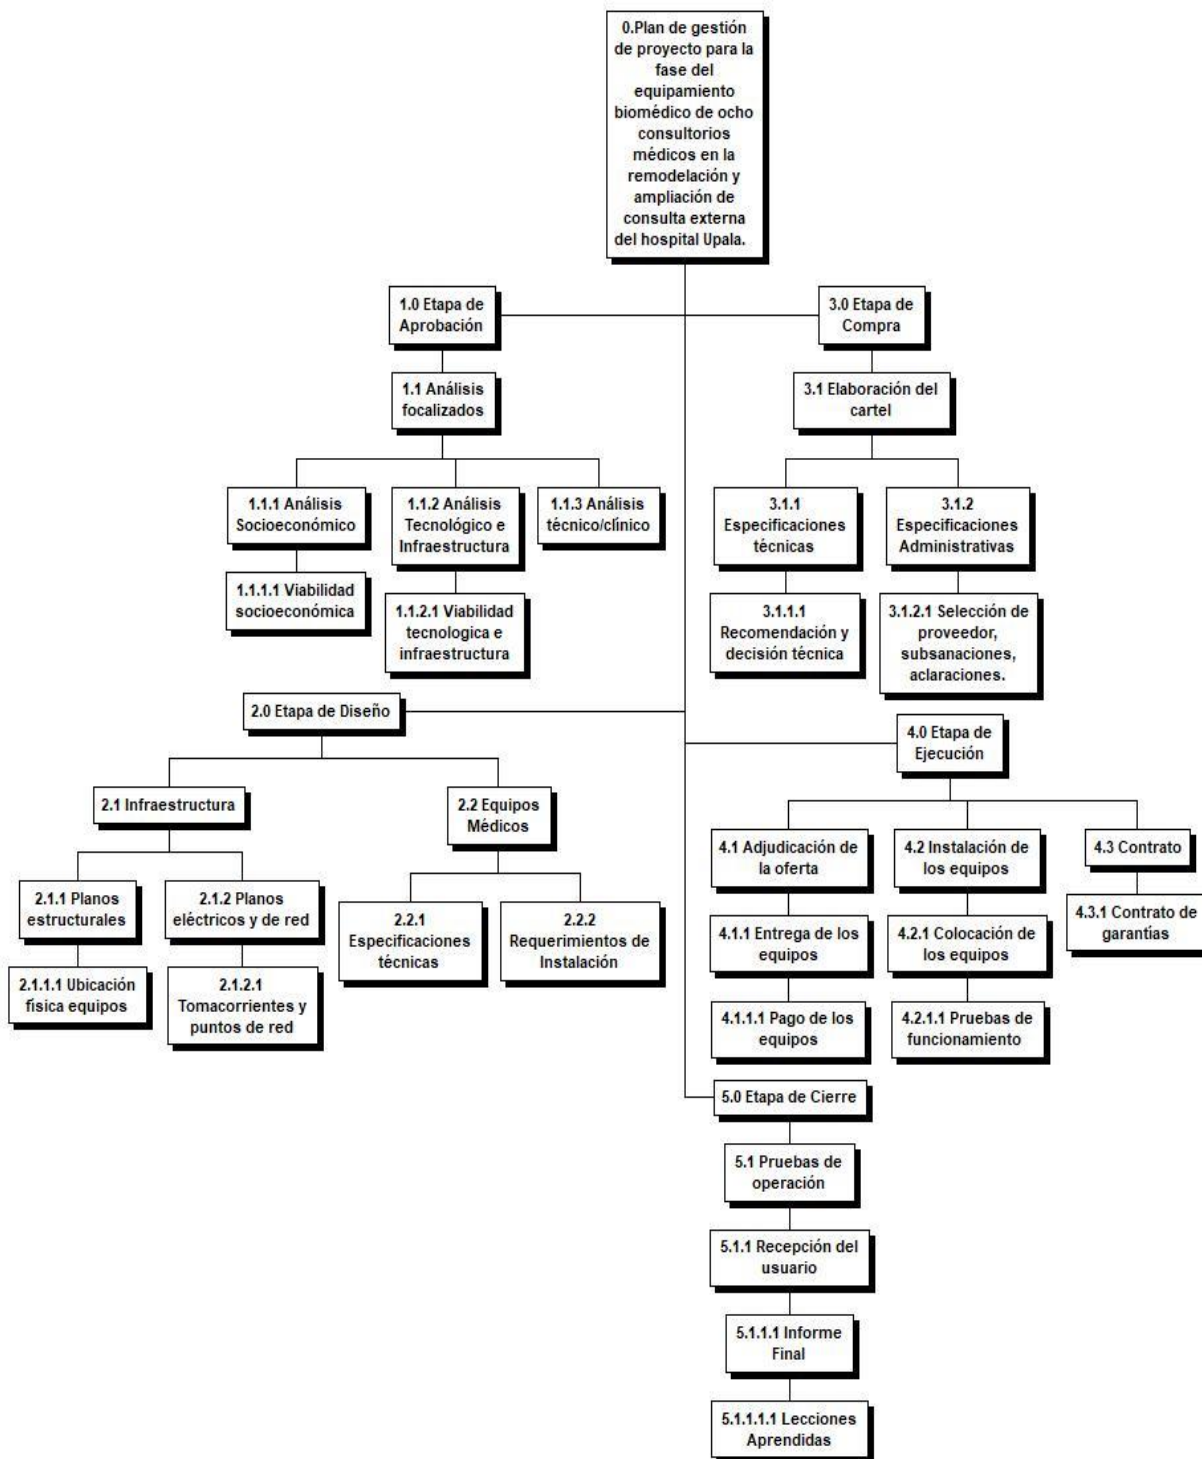 0.Plan de gestión
de proyecto para la
fase del
equipamiento
biomédico de ocho
consultorios
médicos en la
remodelación y
ampliación de
consulta externa
del hospital Upala.
1.0 Etapa de
Aprobación
3.0 Etapa de
Compra
1.1 Análisis
focalizados
3.1 Elaboración del
cartel
1.1.1 Análisis
Socioeconómico
1.1.2 Análisis
Tecnológico e
Infraestructura
1.1.3 Análisis
técnico/clínico
3.1.1
Especificaciones
técnicas
3.1.2
Especificaciones
Administrativas
1.1.1.1 Viabilidad
socioeconómica
1.1.2.1 Viabilidad
tecnologica e
infraestructura
3.1.1.1
Recomendación y
decisión técnica
3.1.2.1 Selección de
proveedor,
subsanaciones,
aclaraciones.
2.0 Etapa de Diseño
4.0 Etapa de
Ejecución
2.1 Infraestructura
2.2 Equipos
Médicos
4.1 Adjudicación de
la oferta
4.2 Instalación de
los equipos
4.3 Contrato
2.1.1 Planos
estructurales
2.1.2 Planos
eléctricos y de red
2.2.1
Especificaciones
técnicas
2.2.2
Requerimientos de
Instalación
4.1.1 Entrega de los
equipos
4.2.1 Colocación de
los equipos
4.3.1 Contrato de
garantías
2.1.1.1 Ubicación
física equipos
2.1.2.1
Tomacorrientes y
puntos de red
4.1.1.1 Pago de los
equipos
4.2.1.1 Pruebas de
funcionamiento
5.0 Etapa de Cierre
5.1 Pruebas de
operación
5.1.1 Recepción del
usuario
5.1.1.1 Informe
Final
5.1.1.1.1 Lecciones
Aprendidas